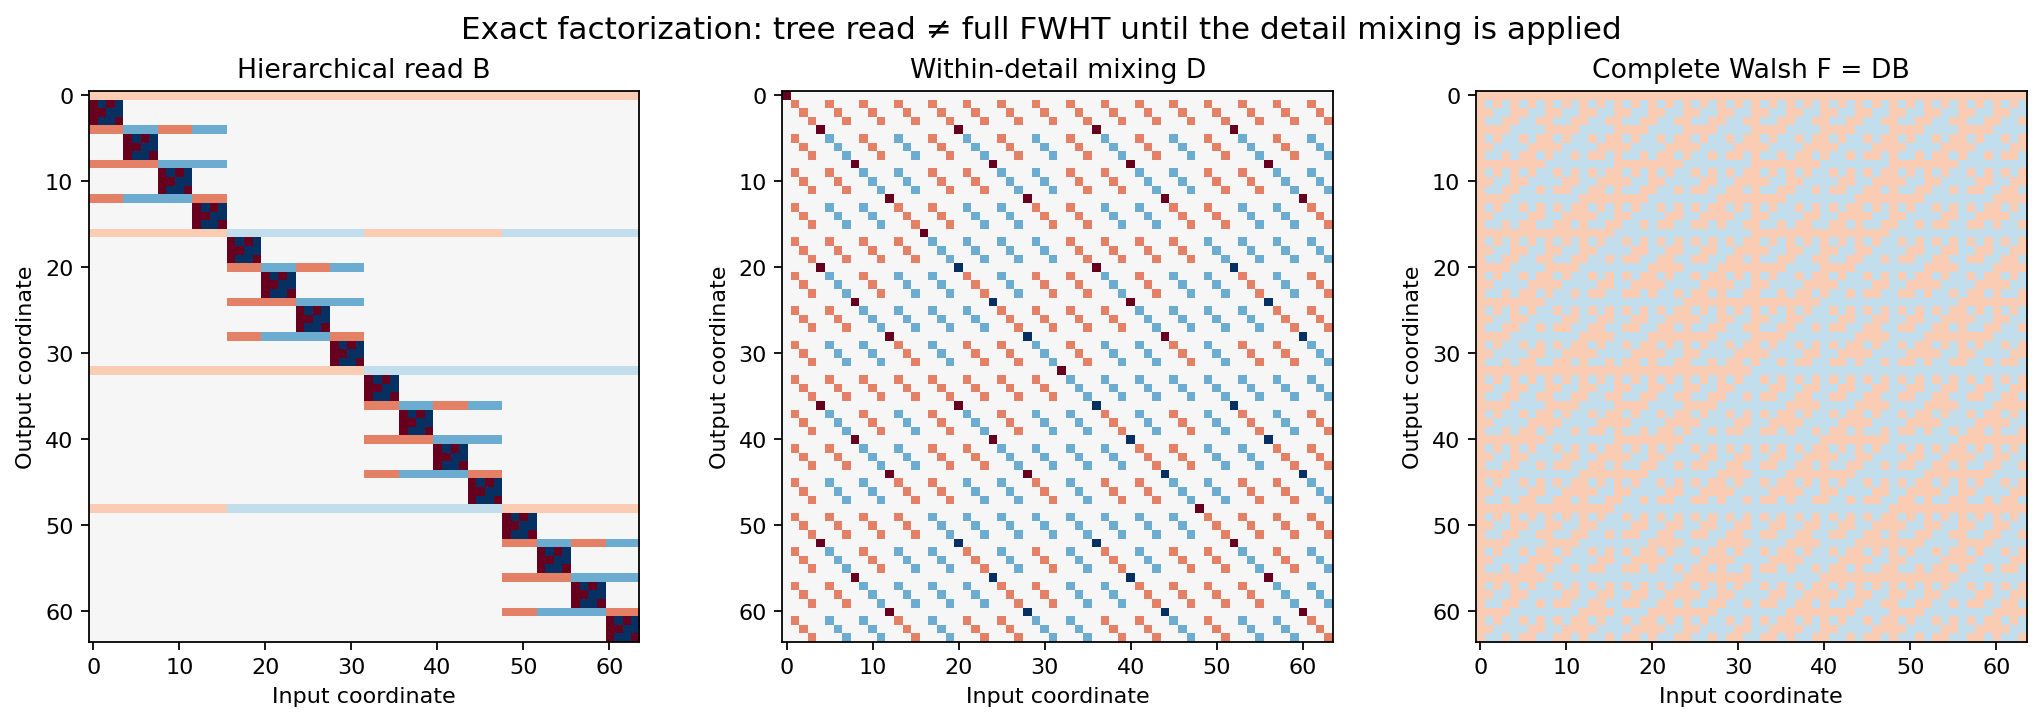 Exact factorization: tree read ≠ full FWHT until the detail mixing is applied
Hierarchical read B
Within-detail mixing D
Complete Walsh F = DB
Output coordinate
0
10
20
30
40
50
60
0 10 20 30 40 50 60
Input coordinate
Output coordinate
0
10
20
30
40
50
60
0 10 20 30 40 50 60
Input coordinate
Output coordinate
0
10
20
30
40
50
60
0 10 20 30 40 50 60
Input coordinate